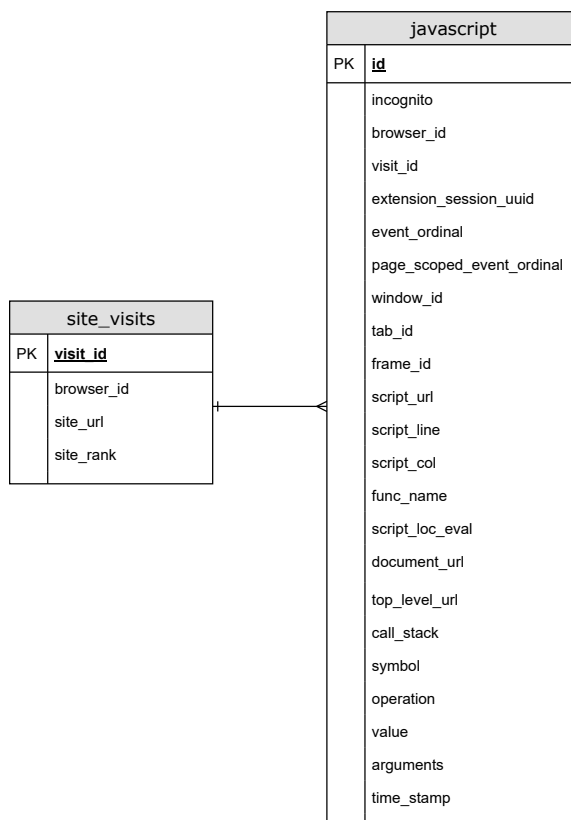 javascript
PK id
incognito
browser_id
visit_id
extension_session_uuid
event_ordinal
page_scoped_event_ordinal
window_id
tab_id
frame_id
script_url
script_line
script_col
func_name
script_loc_eval
document_url
top_level_url
call_stack
symbol
operation
value
arguments
time_stamp
site_visits
PK visit_id
browser_id
site_url
site_rank